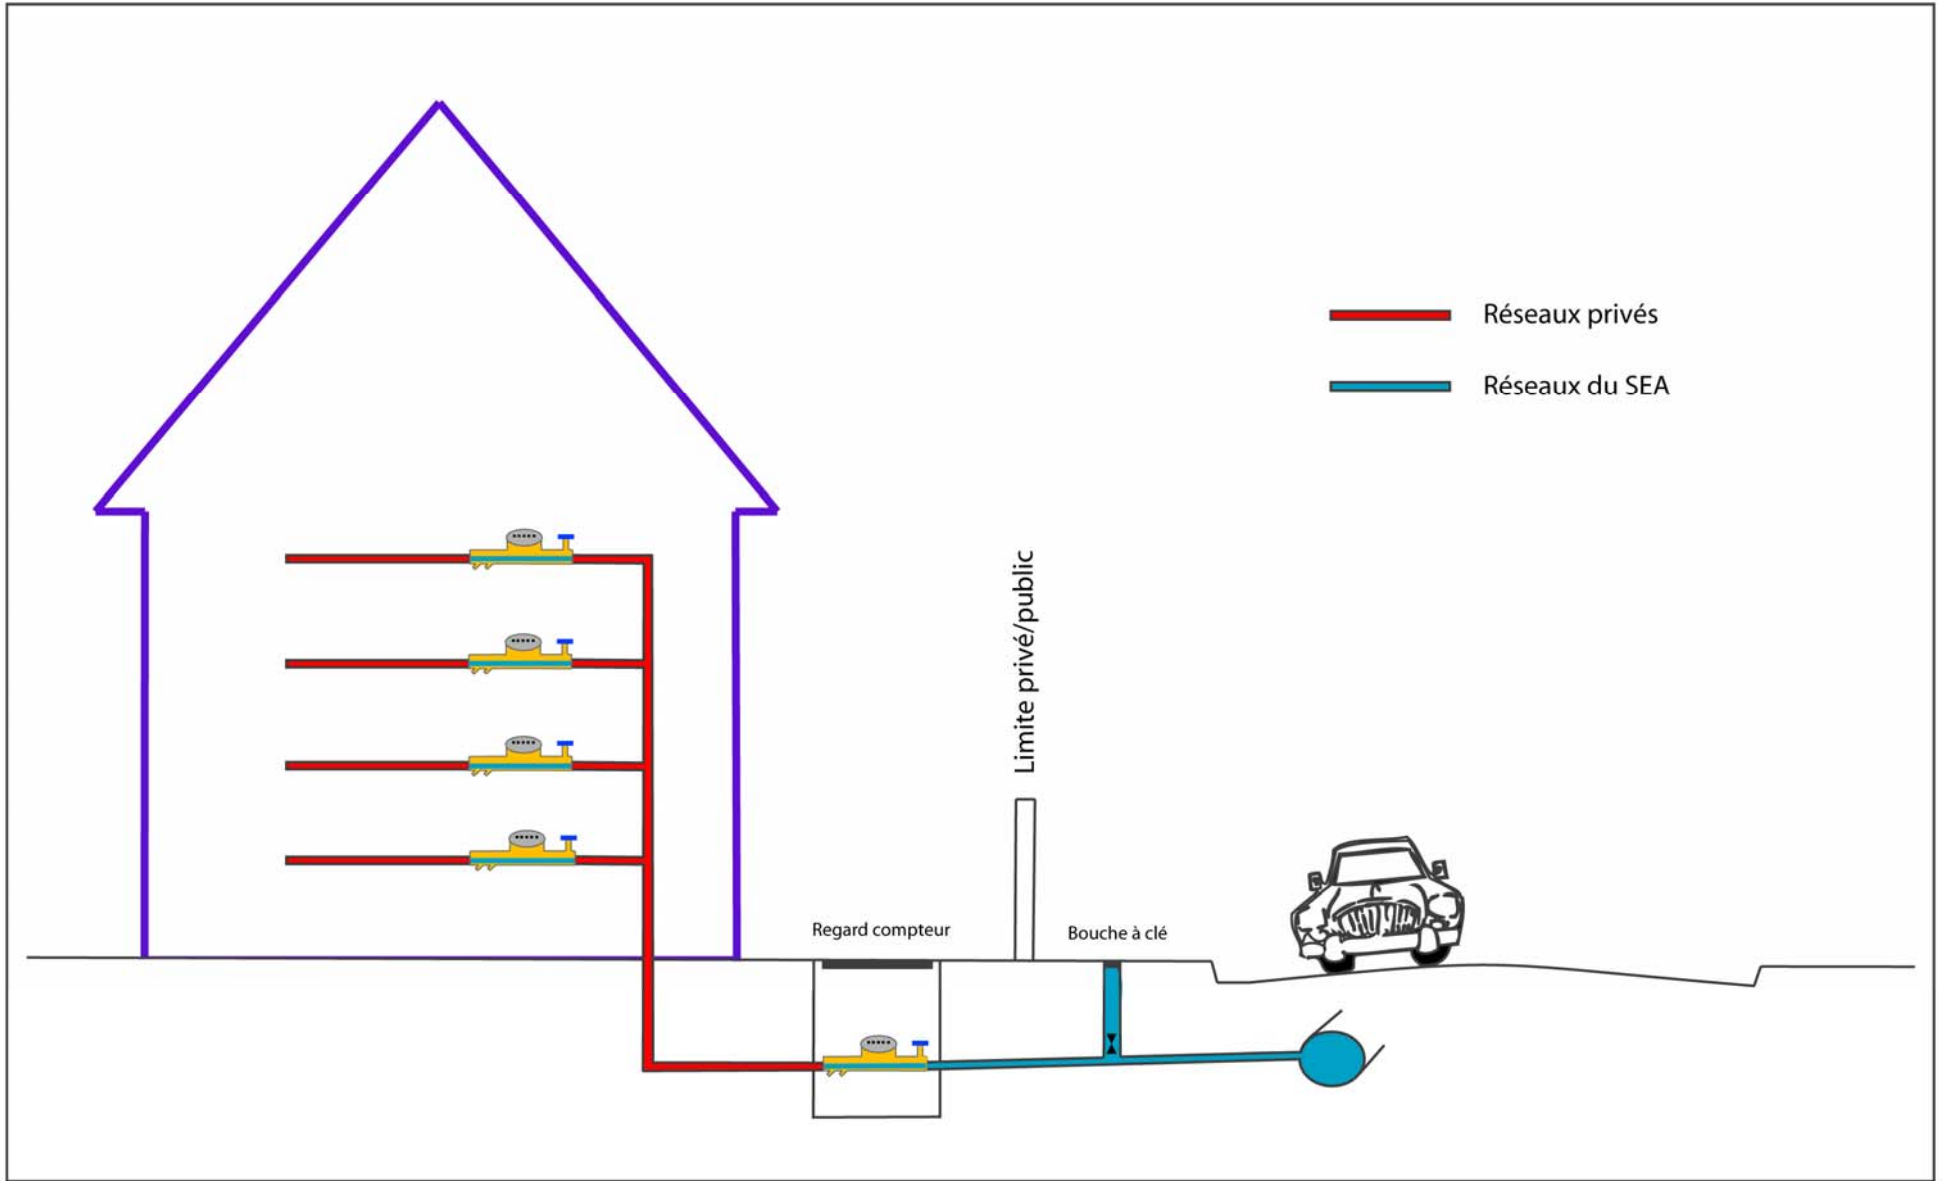 Réseaux privés
Réseaux du SEA
Limite privé/public
Regard compteur
Bouche à clé